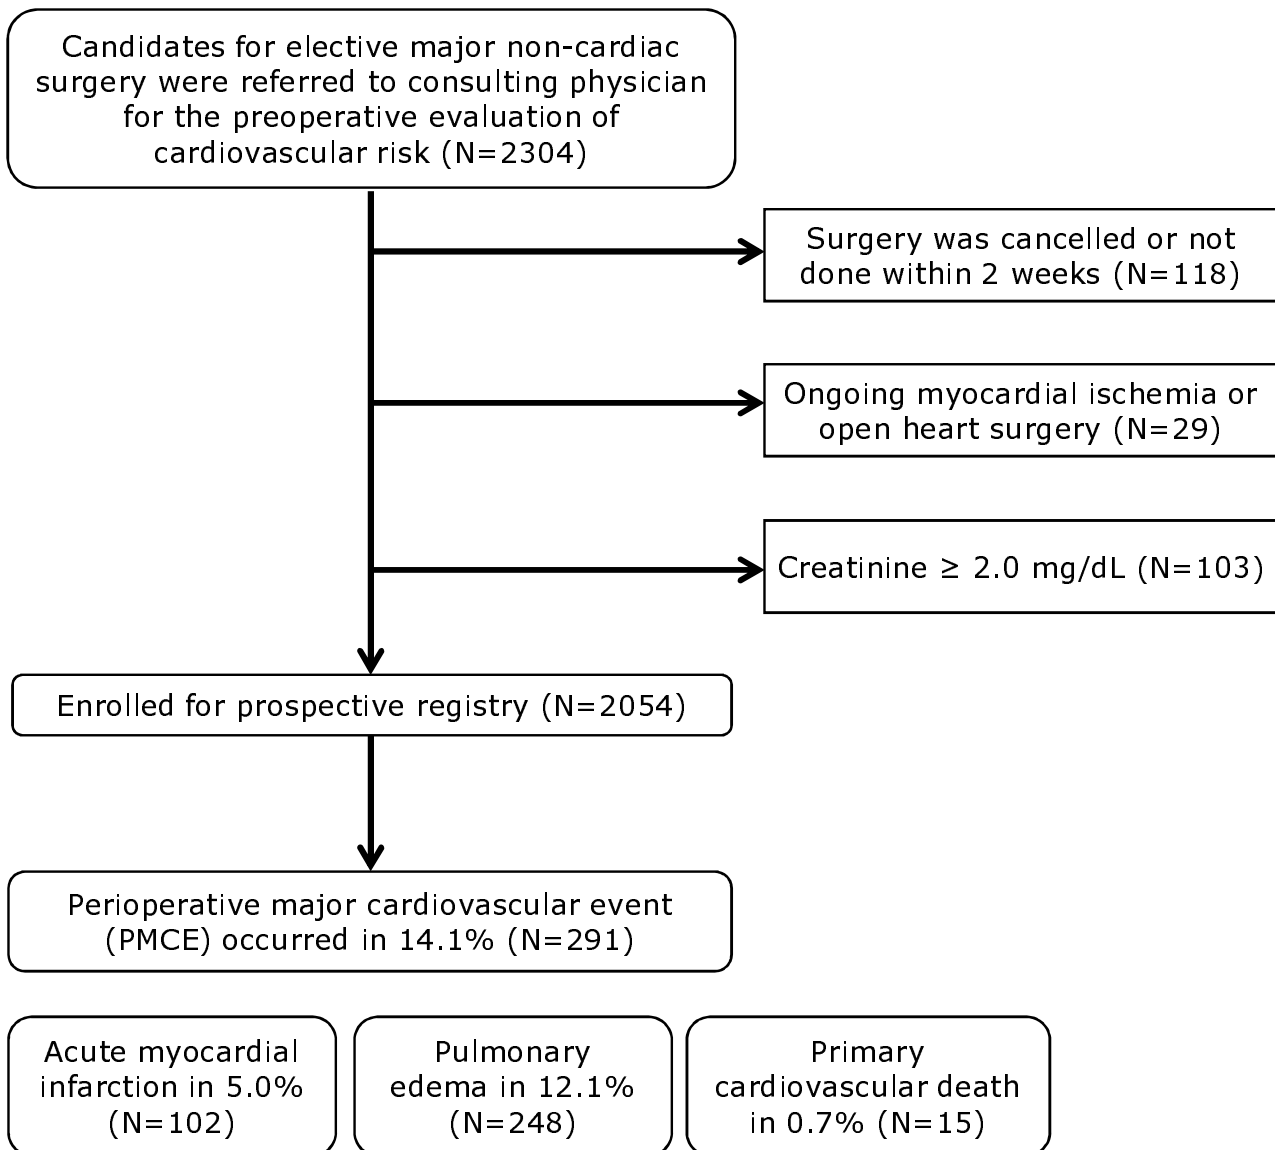 Candidates for elective major non-cardiac
surgery were referred to consulting physician
for the preoperative evaluation of
cardiovascular risk (N=2304)
Surgery was cancelled or not
done within 2 weeks (N=118)
Ongoing myocardial ischemia or
open heart surgery (N=29)
Creatinine ≥ 2.0 mg/dL (N=103)
Enrolled for prospective registry (N=2054)
Perioperative major cardiovascular event
(PMCE) occurred in 14.1% (N=291)
Acute myocardial
infarction in 5.0%
(N=102)
Pulmonary
edema in 12.1%
(N=248)
Primary
cardiovascular death
in 0.7% (N=15)